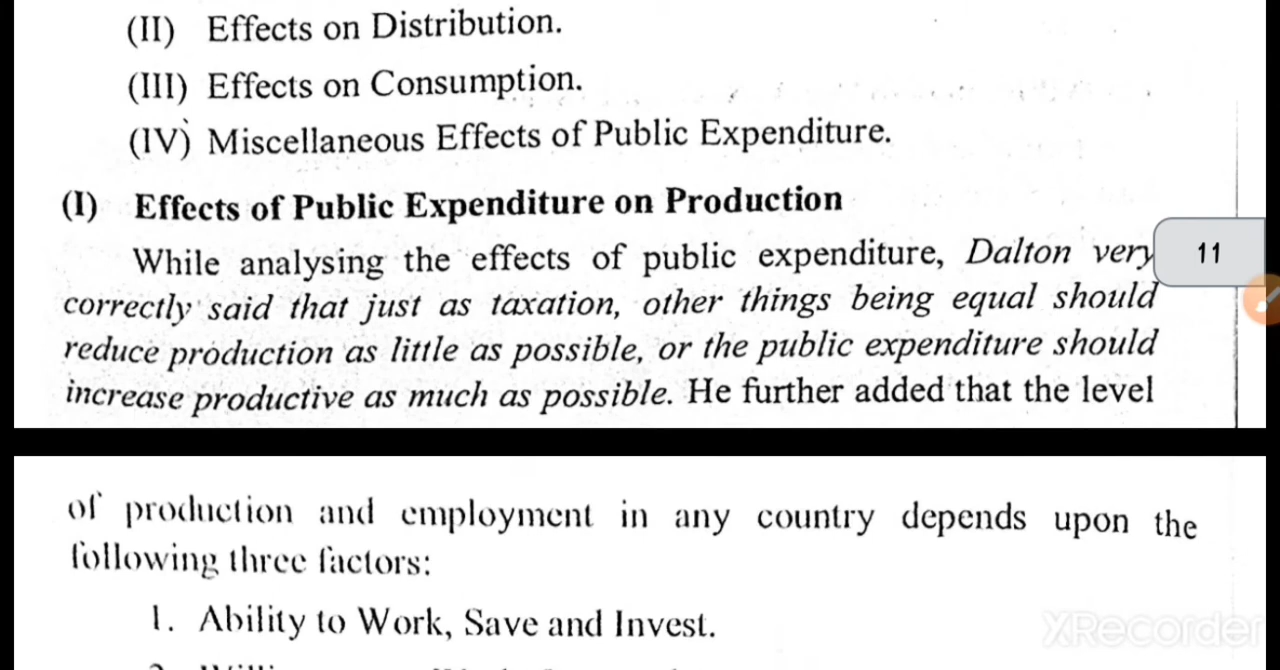 (II) Effects on Distribution.
(III) Effects on Consumption.
(IV) Miscellaneous Effects of Public Expenditure.
(I) Effects of Public Expenditure on Production
While analysing the effects of public expenditure, Dalton very
11
correctly said that just as taxation, other things being equal should
reduce production as little as possible, or the public expenditure should
increase productive as much as possible. He further added that the level
of production and employment in any country depends upon the
following three factors:
1. Ability to Work, Save and Invest.
XRecorder